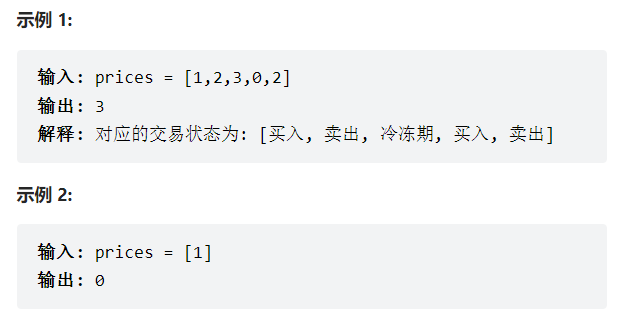 示例 1:
输入: prices = [1,2,3,0,2]
输出: 3
解释: 对应的交易状态为: [买入, 卖出, 冷冻期, 买入, 卖出]
示例 2:
输入: prices = [1]
输出: 0